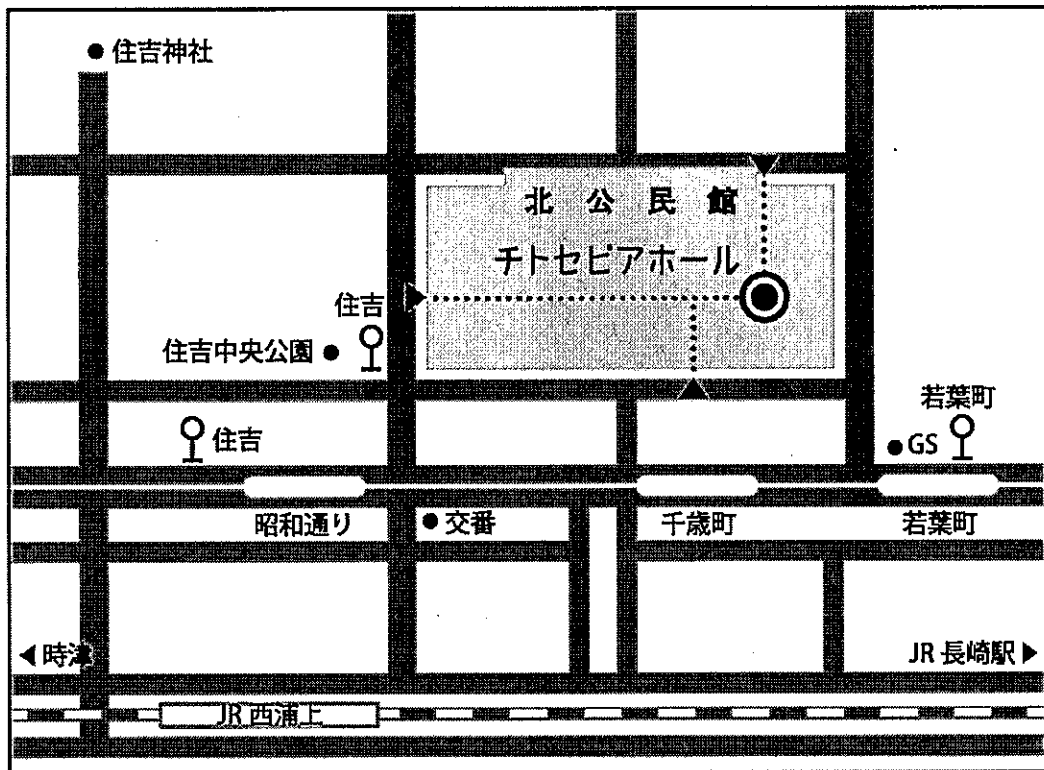 住吉神社
北公民館
チトセピアホール
住吉
住吉中央公園
若葉町
住吉
GS
昭和通り
交番
千歳町
若葉町
時津
JR 長崎駅
JR 西浦上